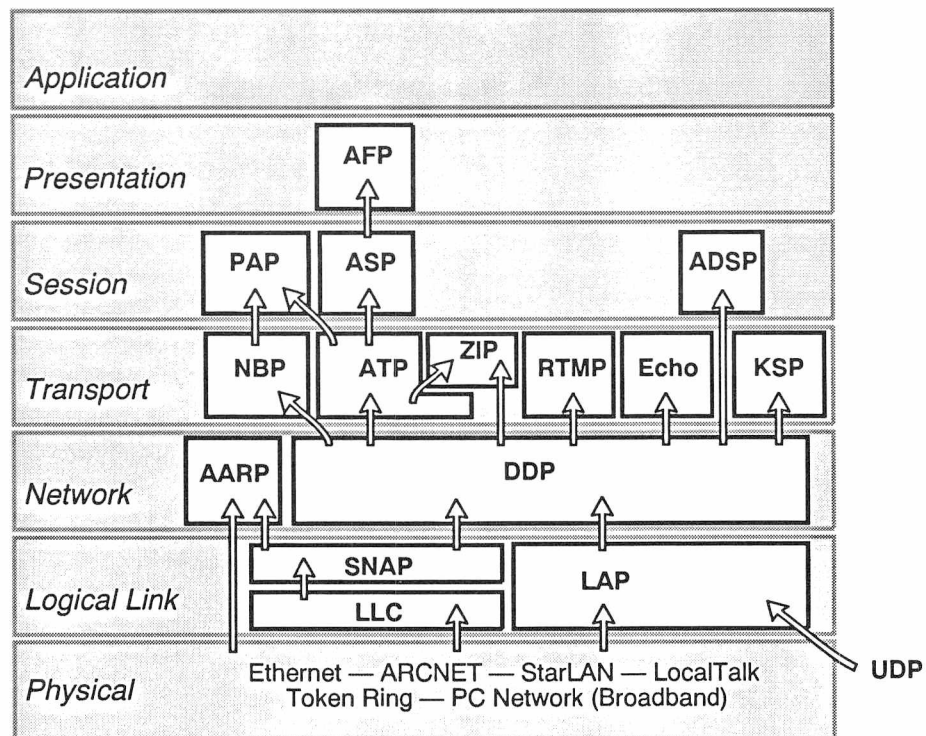 Application
AFP
Presentation
PAP ASP ADSP
Session
NBP ATP ZIP RTMP Echo KSP
Transport
AARP DDP
Network
SNAP
LAP
Logical Link
LLC
Ethernet — ARCNET — StarLAN — LocalTalk
UDP
Physical
Token Ring — PC Network (Broadband)